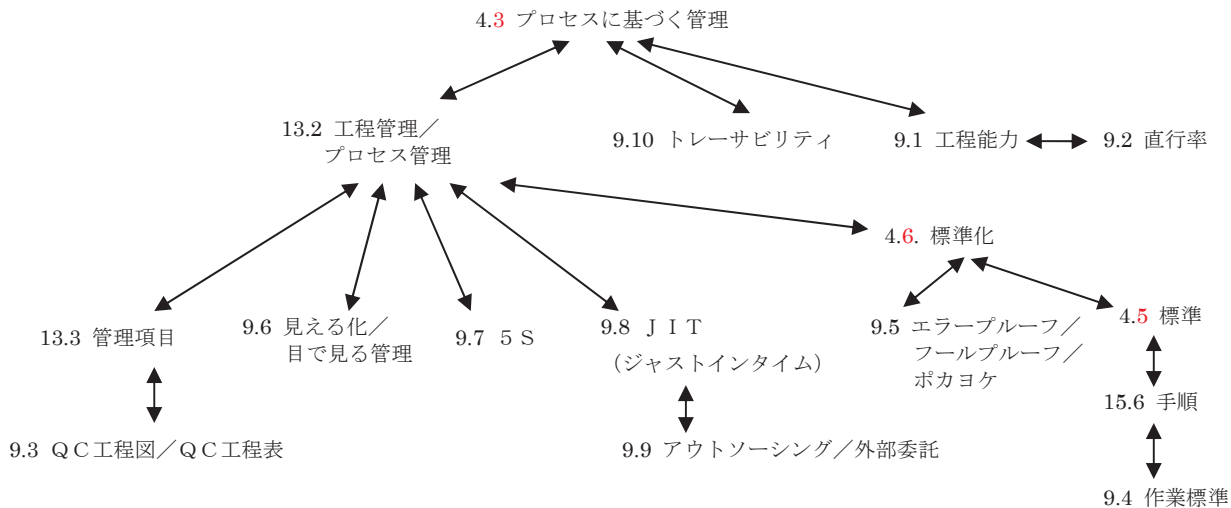 4.3 プロセスに基づく管理
13.2 工程管理／
プロセス管理
9.10 トレーサビリティ
9.1 工程能力
9.2 直行率
4.6. 標準化
13.3 管理項目
9.6 見える化／
目で見る管理
9.7 ５Ｓ
9.8 ＪＩＴ
（ジャストインタイム）
9.5 エラープルーフ／
フールプルーフ／
ポカヨケ
4.5 標準
15.6 手順
9.3 ＱＣ工程図／ＱＣ工程表
9.9 アウトソーシング／外部委託
9.4 作業標準